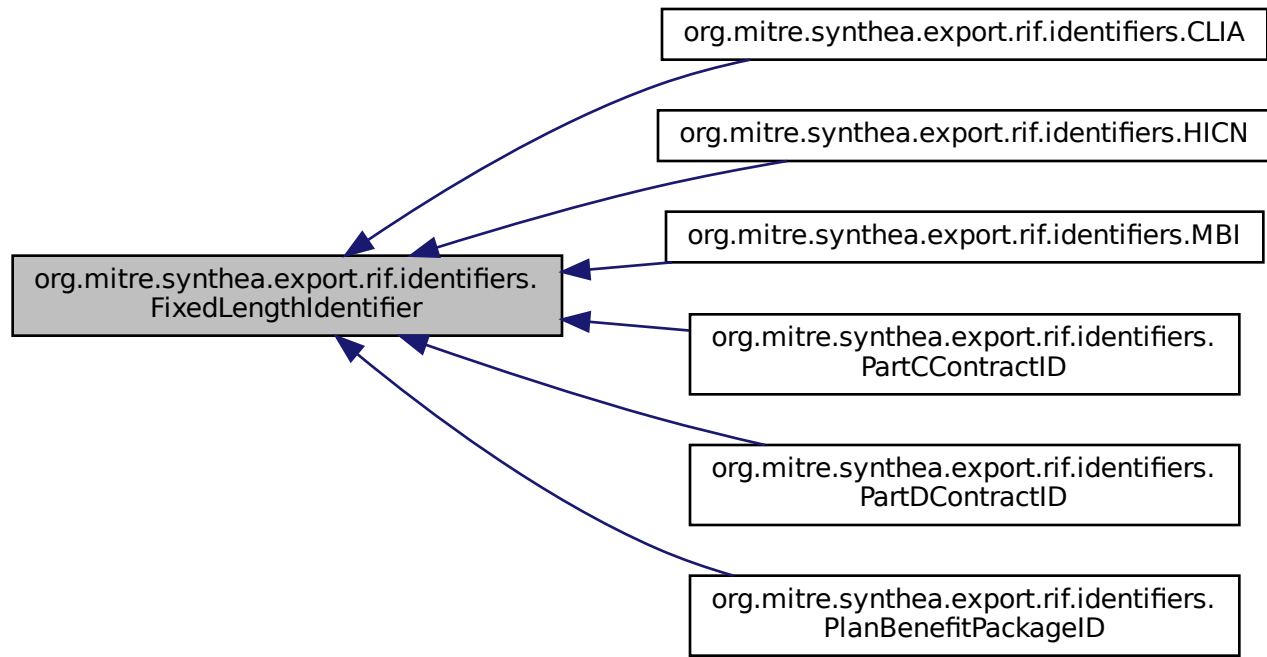 org.mitre.synthea.export.rif.identifiers.CLIA
org.mitre.synthea.export.rif.identifiers.HICN
org.mitre.synthea.export.rif.identifiers.MBI
org.mitre.synthea.export.rif.identifiers.
FixedLengthIdentifier
org.mitre.synthea.export.rif.identifiers.
PartCContractID
org.mitre.synthea.export.rif.identifiers.
PartDContractID
org.mitre.synthea.export.rif.identifiers.
PlanBenefitPackageID